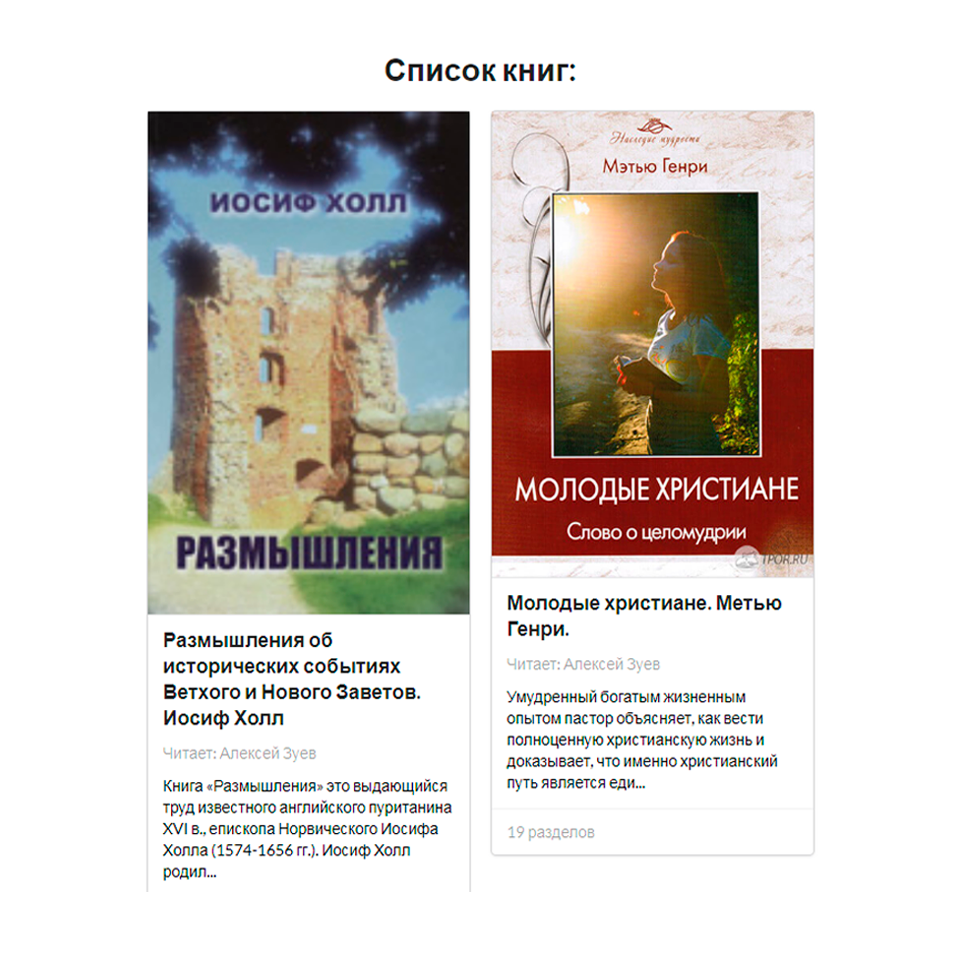 Список книг:
ИОСИФ ХОЛЛ
РАЗМЫШЛЕНИЯ
Размышления об
исторических событиях
Ветхого и Нового Заветов.
Иосиф Холл
Читает: Алексей Зуев
Книга «Размышления» это выдающийся
труд известного английского пуританина
XVI в., епископа Норвического Иосифа
Холла (1574-1656 гг.). Иосиф Холл
родил...
Наследие мудрости
Мэтью Генри
МОЛОДЫЕ ХРИСТИАНЕ
Слово о целомудрии
TPOR.RU
Молодые христиане. Метью
Генри.
Читает: Алексей Зуев
Умудренный богатым жизненным
опытом пастор объясняет, как вести
полноценную христианскую жизнь и
доказывает, что именно христианский
путь является еди...
19 разделов